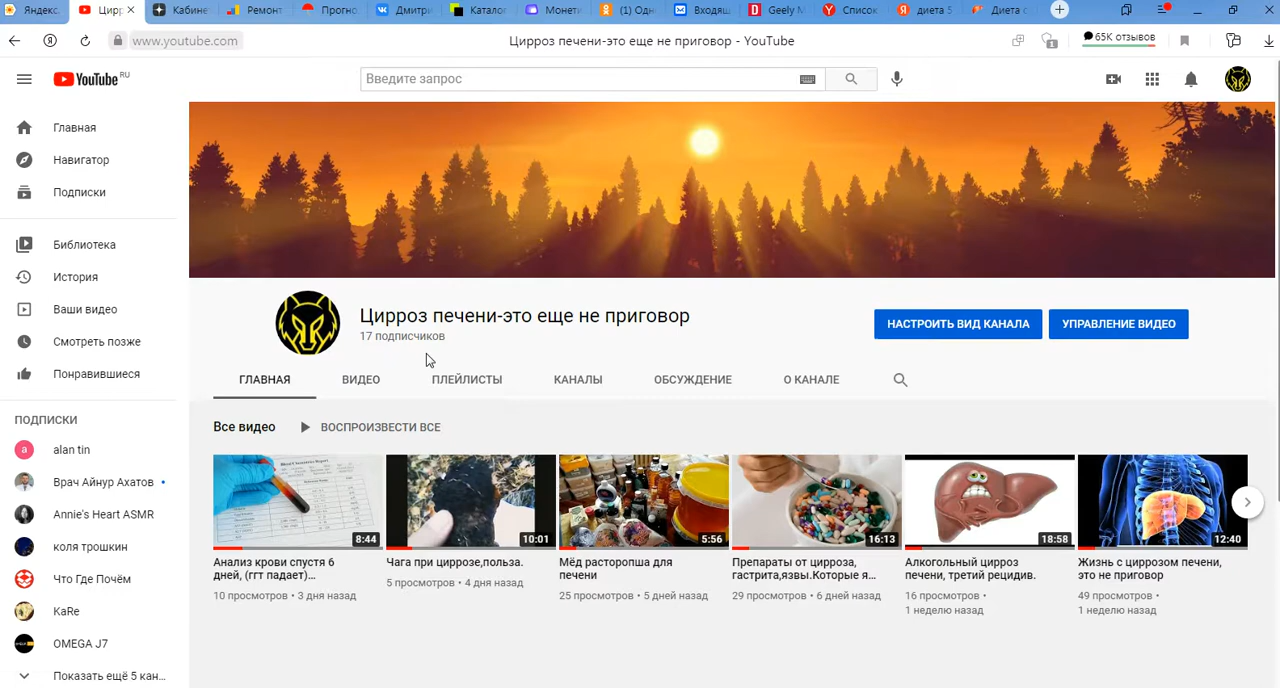 Яндекс.
Цирр
Кабине
Ремонт
Прогно
Дмитри
Катало
Монети
(1) Одн
Входящ
Geely M
Список
диета 5
Диета с
www.youtube.com
Цирроз печени-это еще не приговор - YouTube
65K отзывов
YouTube RU
Введите запрос
Главная
Навигатор
Подписки
Библиотека
История
Ваши видео
Смотреть позже
Понравившиеся
ПОДПИСКИ
a alan tin
Врач Айнур Ахатов
Annie's Heart ASMR
коля трошкин
Что Где Почём
KaRe
OMEGA J7
Показать ещё 5 кан...
Цирроз печени-это еще не приговор
17 подписчиков
НАСТРОИТЬ ВИД КАНАЛА
УПРАВЛЕНИЕ ВИДЕО
ГЛАВНАЯ
ВИДЕО
ПЛЕЙЛИСТЫ
КАНАЛЫ
ОБСУЖДЕНИЕ
О КАНАЛЕ
Все видео
ВОСПРОИЗВЕСТИ ВСЕ
8:44
Анализ крови спустя 6
дней, (ггт падает)...
10 просмотров • 3 дня назад
10:01
Чага при циррозе,польза.
5 просмотров • 4 дня назад
5:56
Мёд расторопша для
печени
25 просмотров • 5 дней назад
16:13
Препараты от цирроза,
гастрита,язвы.Которые я...
29 просмотров • 6 дней назад
18:58
Алкогольный цирроз
печени, третий рецидив.
16 просмотров •
1 неделю назад
12:40
Жизнь с циррозом печени,
это не приговор
49 просмотров •
1 неделю назад